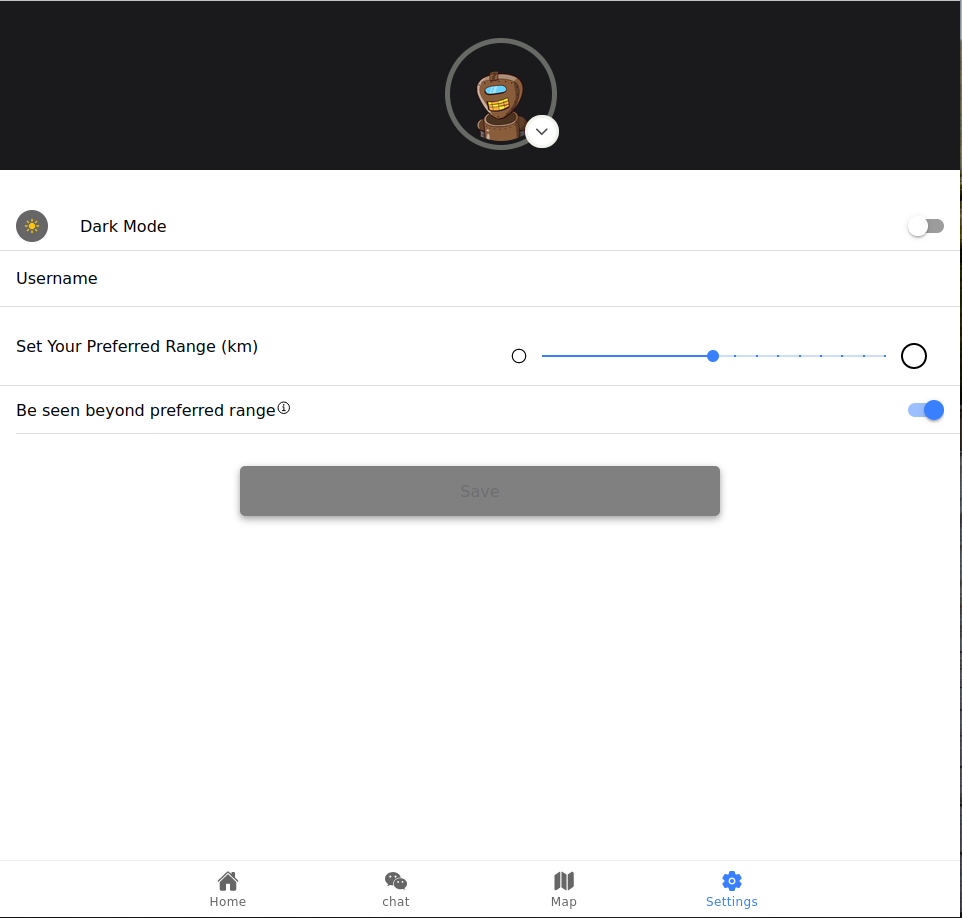 Dark Mode
Username
Set Your Preferred Range (km)
Be seen beyond preferred range
Save
Home
chat
Map
Settings